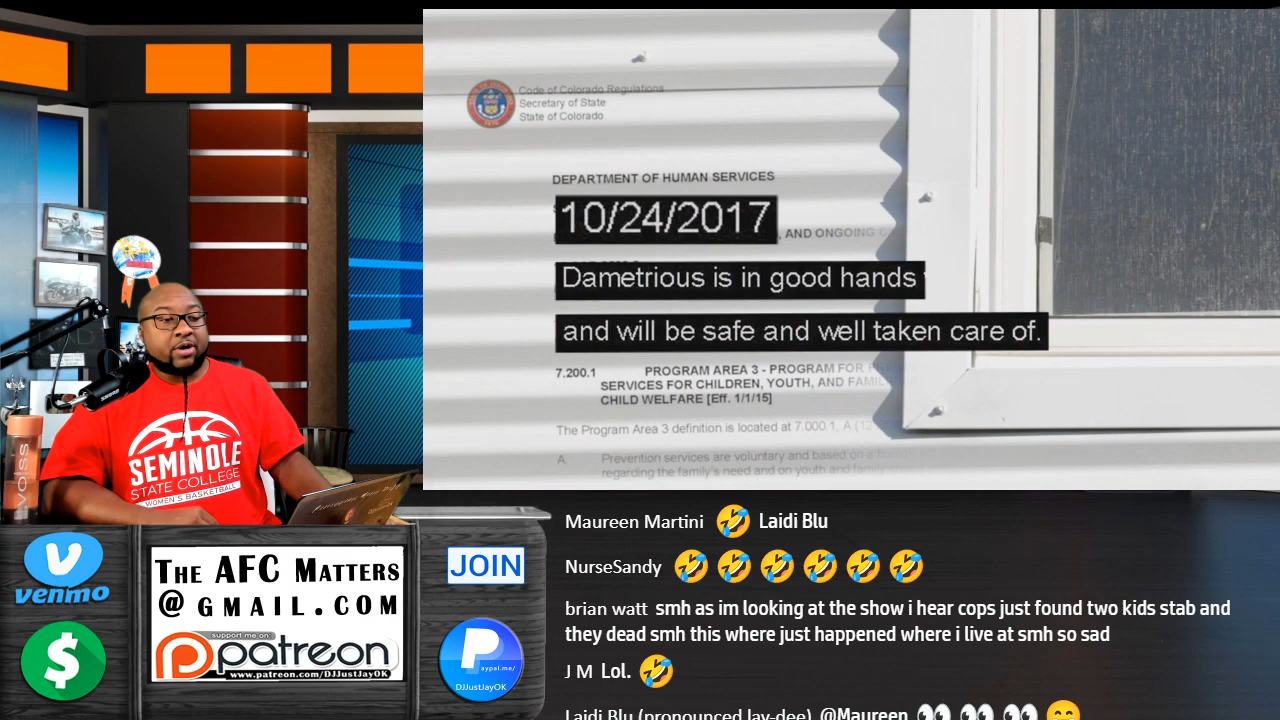 Code of Colorado Regulations
Secretary of State
State of Colorado
DEPARTMENT OF HUMAN SERVICES
10/24/2017
, AND ONGOING
Dametrious is in good hands
and will be safe and well taken care of.
7.200.1 PROGRAM AREA 3 - PROGRAM FOR
SERVICES FOR CHILDREN, YOUTH, AND
CHILD WELFARE [Eff. 1/1/15]
The Program Area 3 definition is located at 7.000.1, A
A. Prevention services are voluntary and based on a
regarding the family's need and on youth and
SHURE
SEMINOLE
STATE COLLEGE
WOMEN'S BASKETBALL
venmo
$
THE AFC MATTERS
@GMAIL.COM
support me on:
patreon
www.patreon.com/DJJustJayOK
JOIN
P
aypal.me/
DJJustJayOK
Maureen Martini 🤣 Laidi Blu
NurseSandy 🤣🤣🤣🤣🤣🤣
brian watt smh as im looking at the show i hear cops just found two kids stab and
they dead smh this where just happened where i live at smh so sad
J M Lol. 🤣
Laidi Blu (pronounced lay-dee) @Maureen 👀👀👀😁